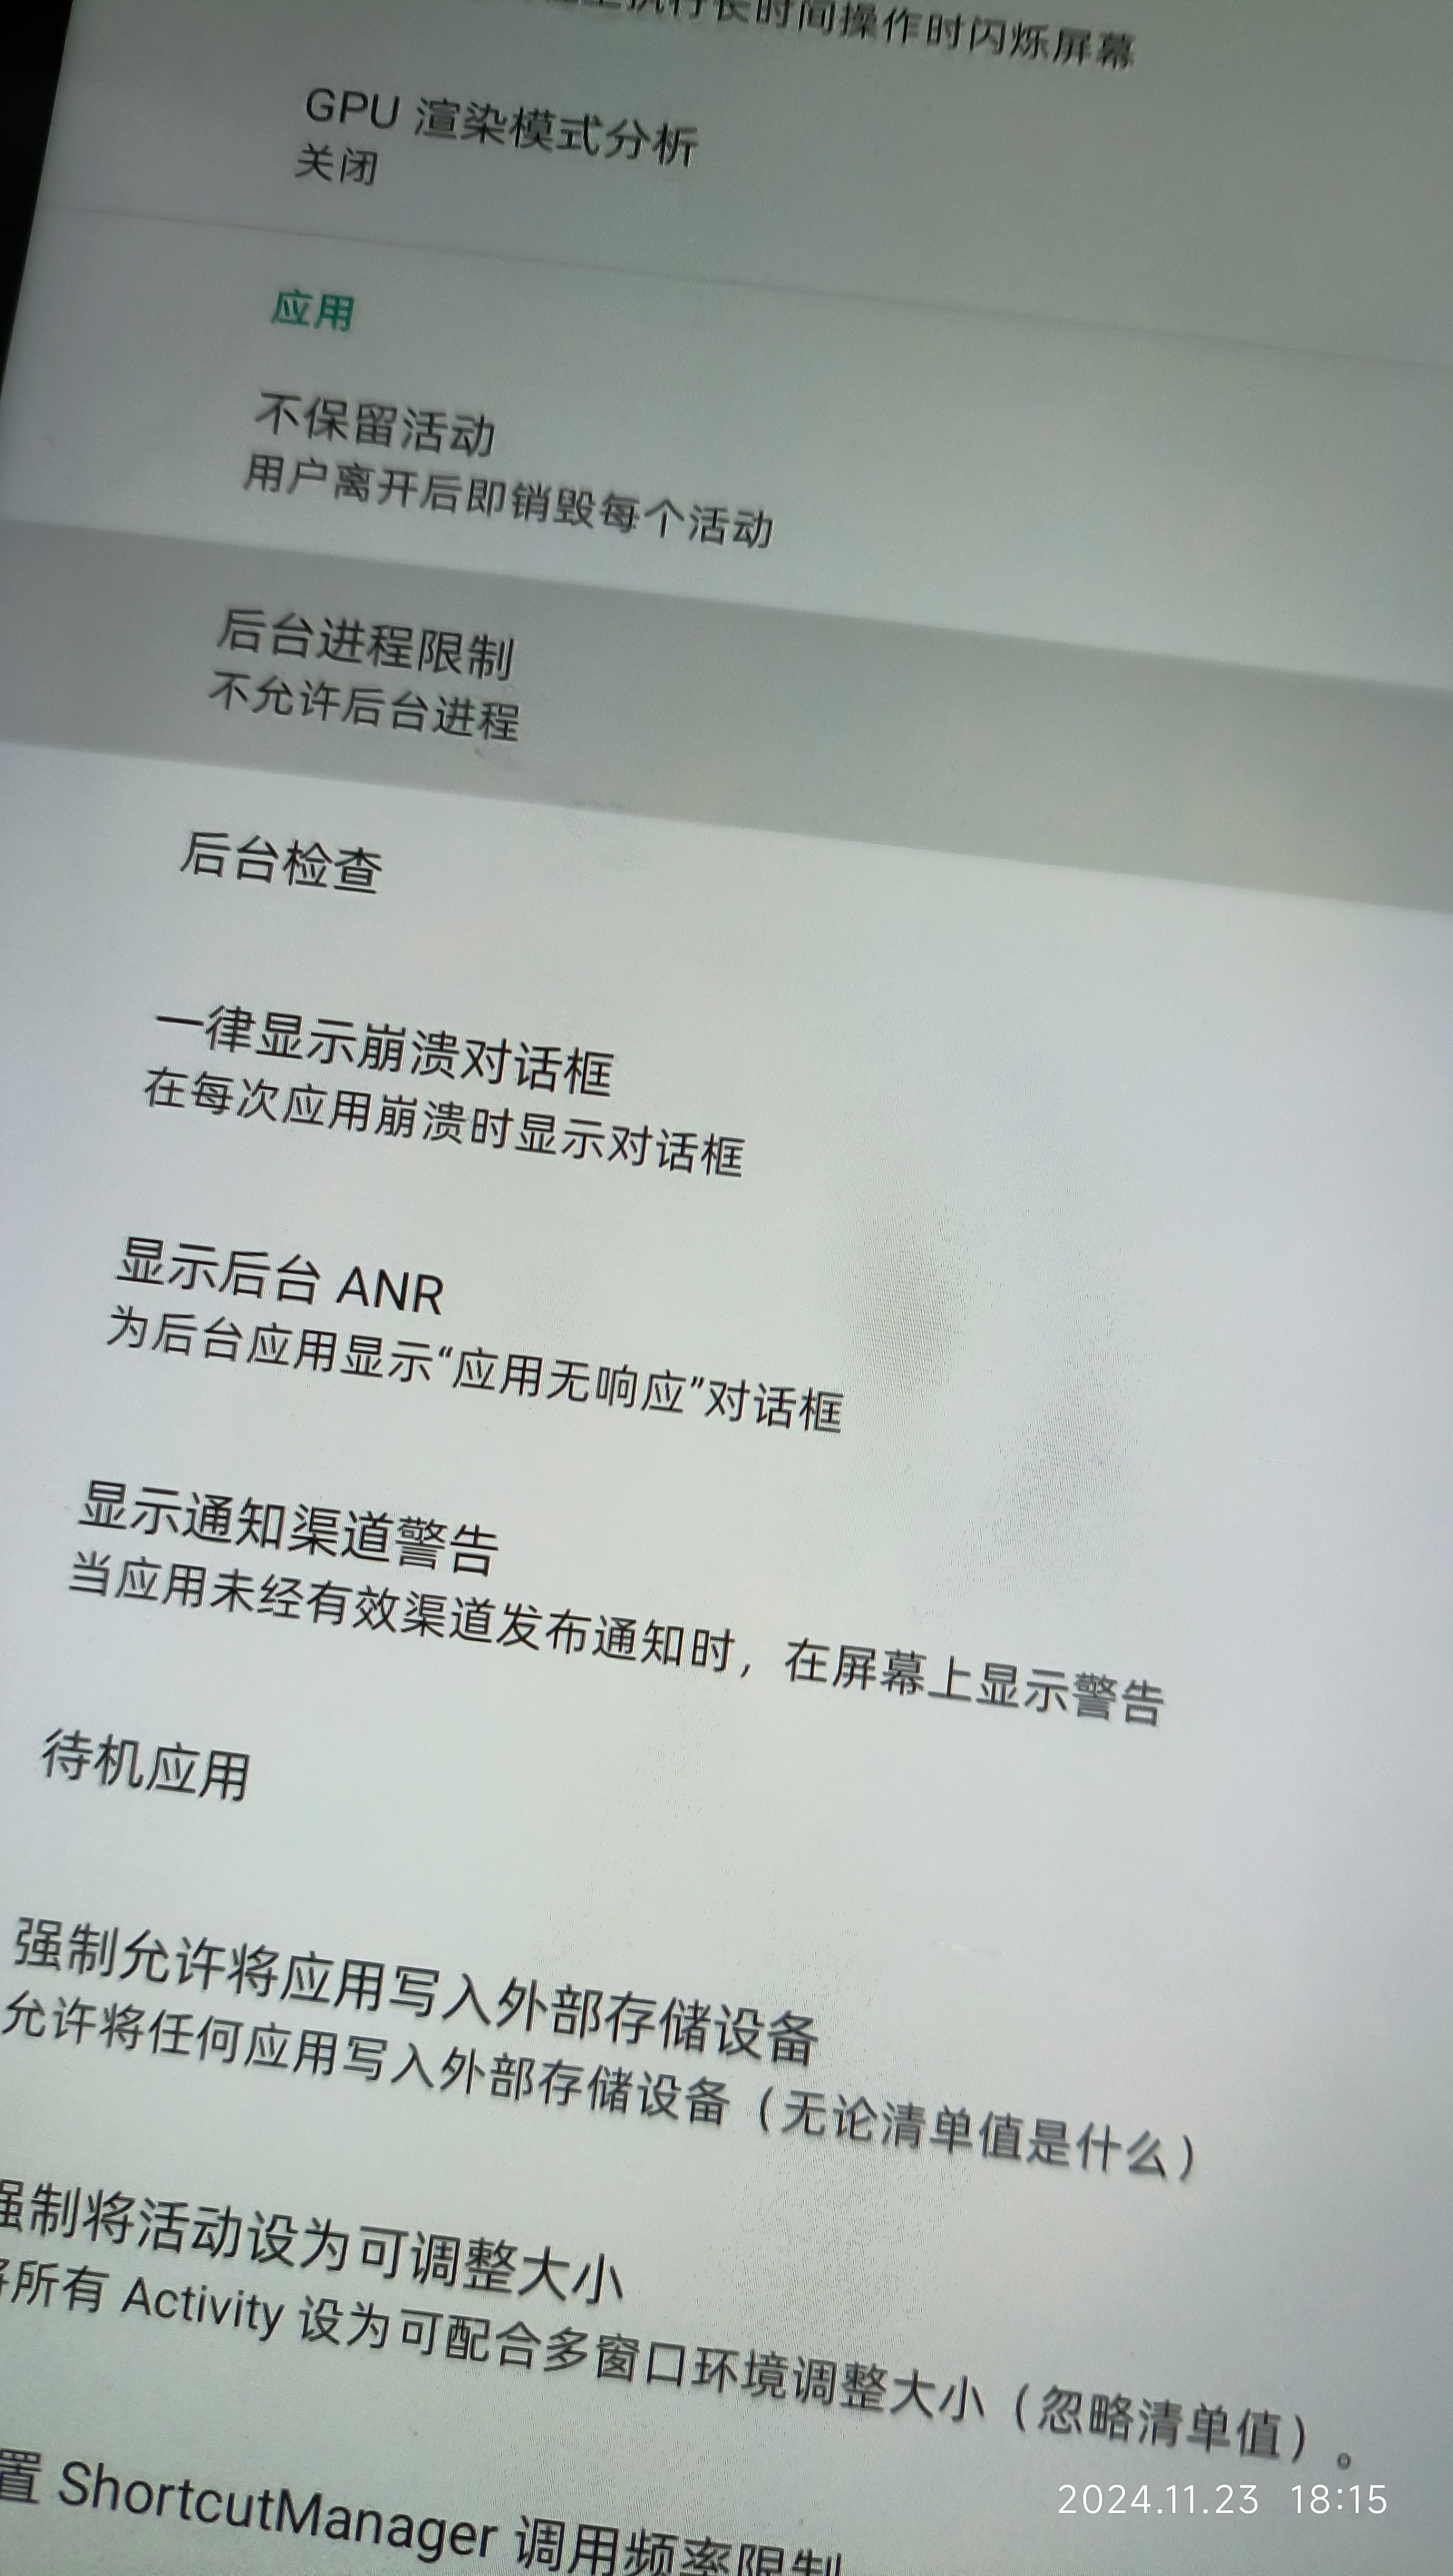 执行长时间操作时闪烁屏幕
GPU 渲染模式分析
关闭
应用
不保留活动
用户离开后即销毁每个活动
后台进程限制
不允许后台进程
后台检查
一律显示崩溃对话框
在每次应用崩溃时显示对话框
显示后台 ANR
为后台应用显示“应用无响应”对话框
显示通知渠道警告
当应用未经有效渠道发布通知时，在屏幕上显示警告
待机应用
强制允许将应用写入外部存储设备
允许将任何应用写入外部存储设备（无论清单值是什么）
强制将活动设为可调整大小
将所有 Activity 设为可配合多窗口环境调整大小（忽略清单值）。
置 ShortcutManager 调用频率限制
2024.11.23 18:15